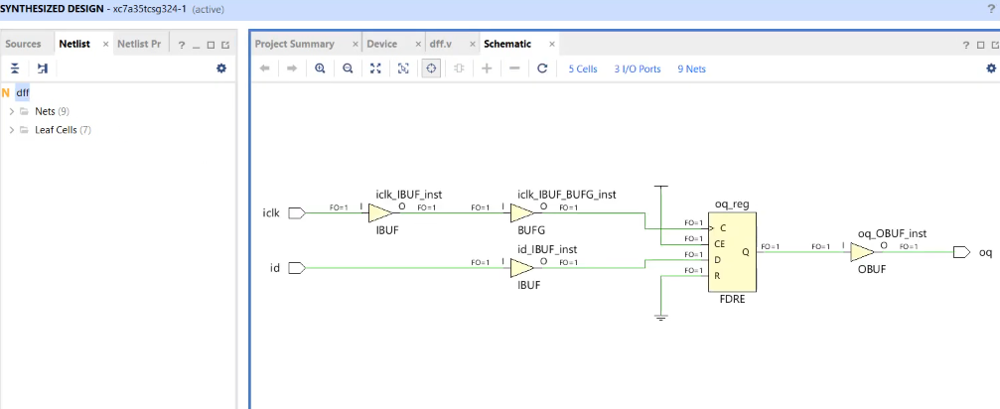 SYNTHESIZED DESIGN - xc7a35tcsg324-1 (active) ?
Sources Netlist × Netlist Pr ? _ Project Summary × Device × dff.v × Schematic × ?
5 Cells 3 I/O Ports 9 Nets
N dff
Nets (9)
Leaf Cells (7)
iclk_IBUF_inst iclk_IBUF_BUFG_inst oq_reg
iclk FO=1 I O FO=1 FO=1 I O FO=1
IBUF BUFG
FO=1 C
FO=1 CE
FO=1 D
FO=1 R
Q FO=1
FDRE
id_IBUF_inst
id FO=1 I O FO=1
IBUF
oq_OBUF_inst
FO=1 I O FO=1 oq
OBUF